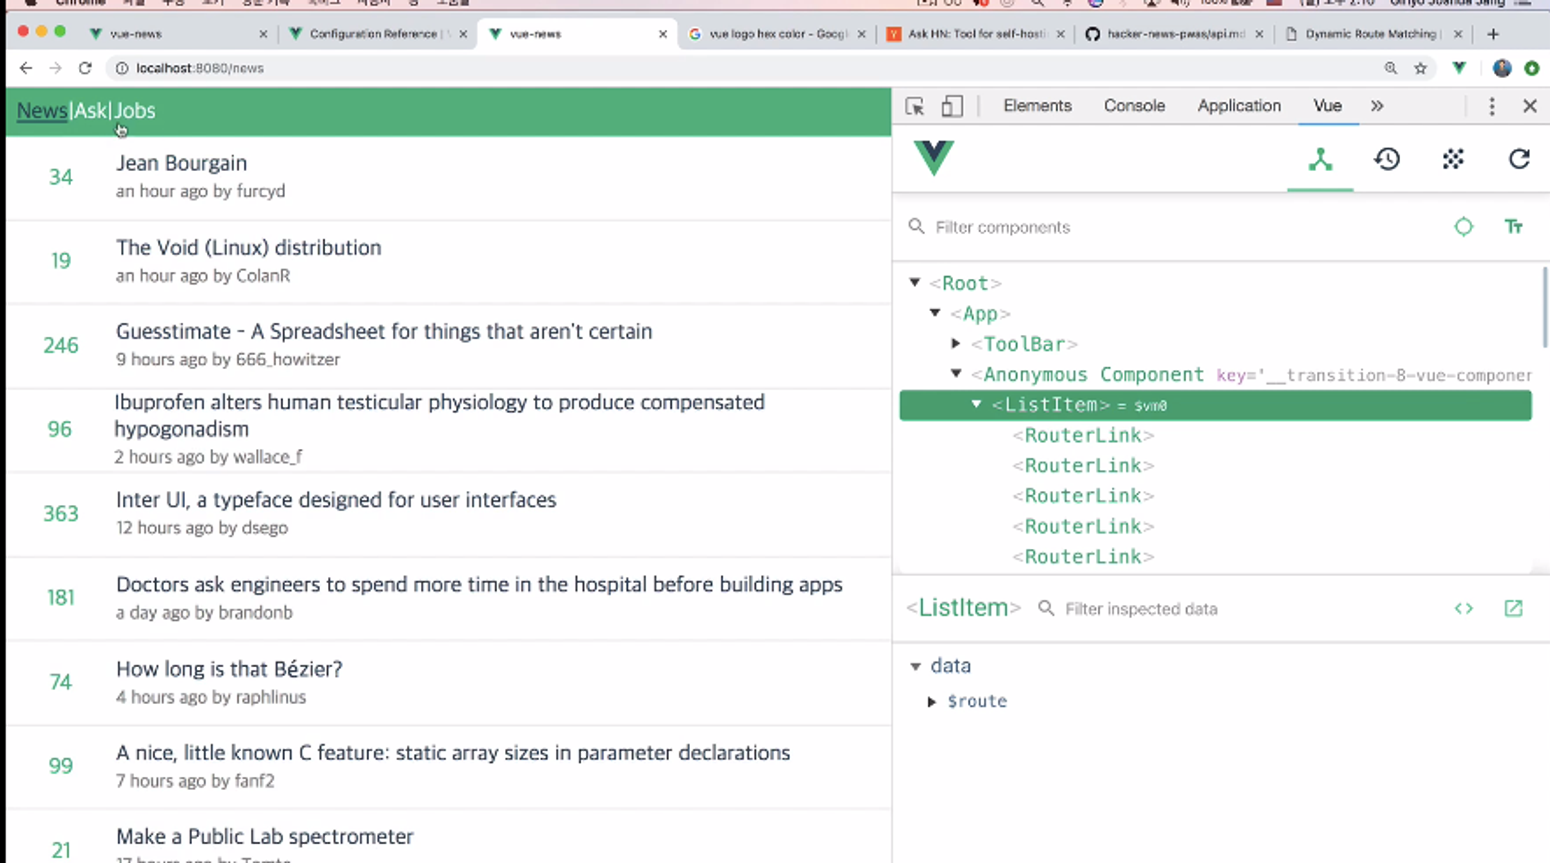 Chrome
vue-news
Configuration Reference | V
vue-news
vue logo hex color - Googl
Ask HN: Tool for self-hosti
hacker-news-pwas/api.md
Dynamic Route Matching |
localhost:8080/news
News|Ask|Jobs
34
Jean Bourgain
an hour ago by furcyd
19
The Void (Linux) distribution
an hour ago by ColanR
246
Guesstimate - A Spreadsheet for things that aren't certain
9 hours ago by 666_howitzer
96
Ibuprofen alters human testicular physiology to produce compensated
hypogonadism
2 hours ago by wallace_f
363
Inter UI, a typeface designed for user interfaces
12 hours ago by dsego
181
Doctors ask engineers to spend more time in the hospital before building apps
a day ago by brandonb
74
How long is that Bézier?
4 hours ago by raphlinus
99
A nice, little known C feature: static array sizes in parameter declarations
7 hours ago by fanf2
21
Make a Public Lab spectrometer
17 hours ago by Tomte
Elements Console Application Vue »
Filter components
<Root>
<App>
<ToolBar>
<Anonymous Component key='__transition-8-vue-componen
<ListItem> = $vm0
<RouterLink>
<RouterLink>
<RouterLink>
<RouterLink>
<RouterLink>
<ListItem> Filter inspected data
data
$route